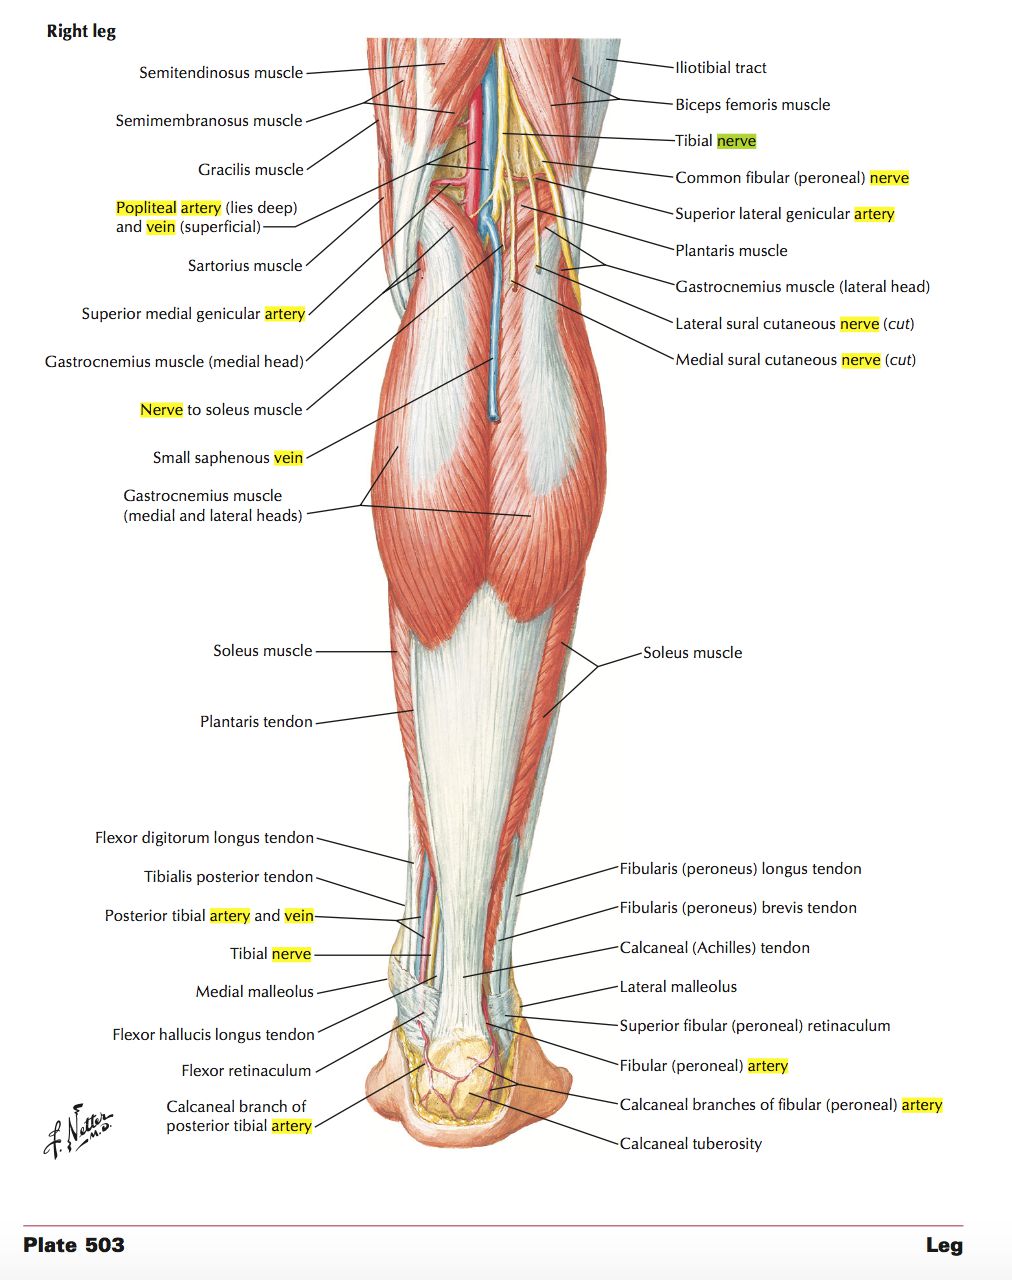 Right leg
Semitendinosus muscle
Semimembranosus muscle
Gracilis muscle
Popliteal artery (lies deep)
and vein (superficial)
Sartorius muscle
Superior medial genicular artery
Gastrocnemius muscle (medial head)
Nerve to soleus muscle
Small saphenous vein
Gastrocnemius muscle
(medial and lateral heads)
Soleus muscle
Plantaris tendon
Flexor digitorum longus tendon
Tibialis posterior tendon
Posterior tibial artery and vein
Tibial nerve
Medial malleolus
Flexor hallucis longus tendon
Flexor retinaculum
Calcaneal branch of
posterior tibial artery
Iliotibial tract
Biceps femoris muscle
Tibial nerve
Common fibular (peroneal) nerve
Superior lateral genicular artery
Plantaris muscle
Gastrocnemius muscle (lateral head)
Lateral sural cutaneous nerve (cut)
Medial sural cutaneous nerve (cut)
Soleus muscle
Fibularis (peroneus) longus tendon
Fibularis (peroneus) brevis tendon
Calcaneal (Achilles) tendon
Lateral malleolus
Superior fibular (peroneal) retinaculum
Fibular (peroneal) artery
Calcaneal branches of fibular (peroneal) artery
Calcaneal tuberosity
F. Netter M.D.
Plate 503
Leg